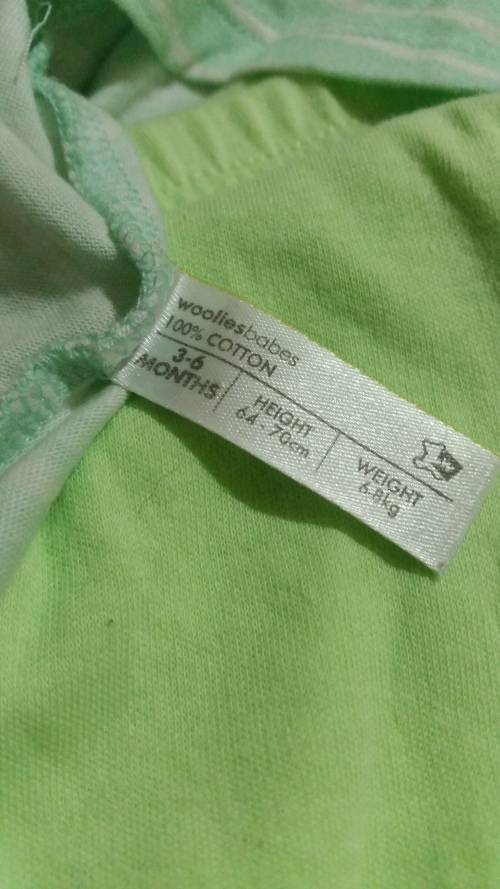 wooliesbabes
100% COTTON
3-6
MONTHS
HEIGHT
64 - 70cm
WEIGHT
6.8kg